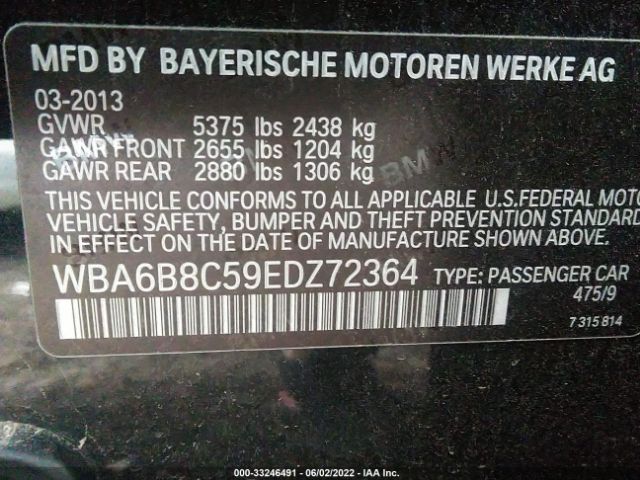 MFD BY BAYERISCHE MOTOREN WERKE AG
03-2013
GVWR 5375 lbs 2438 kg
GAWR FRONT 2655 lbs 1204 kg
GAWR REAR 2880 lbs 1306 kg
THIS VEHICLE CONFORMS TO ALL APPLICABLE U.S.FEDERAL MOTO
VEHICLE SAFETY, BUMPER AND THEFT PREVENTION STANDARD
IN EFFECT ON THE DATE OF MANUFACTURE SHOWN ABOVE.
WBA6B8C59EDZ72364 TYPE: PASSENGER CAR
475/9
7 315 814
000-33246491 - 06/02/2022 - IAA Inc.